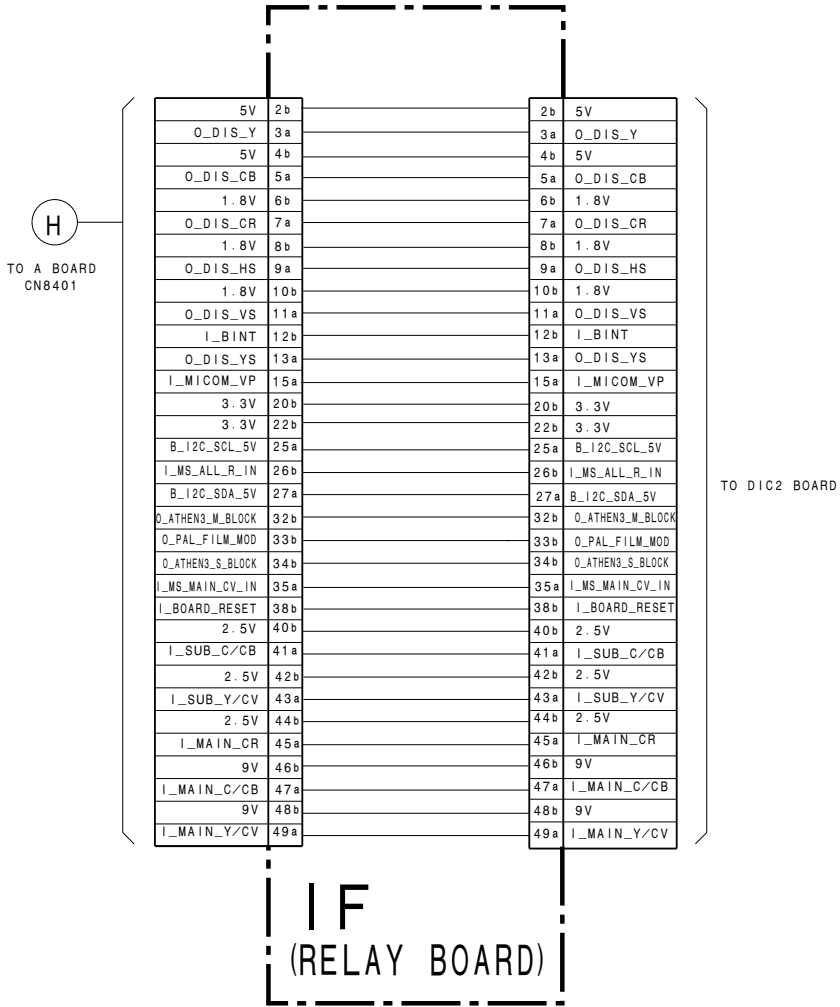 5V 2b 2b 5V
O_DIS_Y 3a 3a O_DIS_Y
5V 4b 4b 5V
O_DIS_CB 5a 5a O_DIS_CB
1.8V 6b 6b 1.8V
H
O_DIS_CR 7a 7a O_DIS_CR
1.8V 8b 8b 1.8V
TO A BOARD
CN8401
O_DIS_HS 9a 9a O_DIS_HS
1.8V 10b 10b 1.8V
O_DIS_VS 11a 11a O_DIS_VS
I_BINT 12b 12b I_BINT
O_DIS_YS 13a 13a O_DIS_YS
I_MICOM_VP 15a 15a I_MICOM_VP
3.3V 20b 20b 3.3V
3.3V 22b 22b 3.3V
B_I2C_SCL_5V 25a 25a B_I2C_SCL_5V
I_MS_ALL_R_IN 26b 26b I_MS_ALL_R_IN
TO DIC2 BOARD
B_I2C_SDA_5V 27a 27a B_I2C_SDA_5V
O_ATHEN3_M_BLOCK 32b 32b O_ATHEN3_M_BLOCK
O_PAL_FILM_MOD 33b 33b O_PAL_FILM_MOD
O_ATHEN3_S_BLOCK 34b 34b O_ATHEN3_S_BLOCK
I_MS_MAIN_CV_IN 35a 35a I_MS_MAIN_CV_IN
I_BOARD_RESET 38b 38b I_BOARD_RESET
2.5V 40b 40b 2.5V
I_SUB_C/CB 41a 41a I_SUB_C/CB
2.5V 42b 42b 2.5V
I_SUB_Y/CV 43a 43a I_SUB_Y/CV
2.5V 44b 44b 2.5V
I_MAIN_CR 45a 45a I_MAIN_CR
9V 46b 46b 9V
I_MAIN_C/CB 47a 47a I_MAIN_C/CB
9V 48b 48b 9V
I_MAIN_Y/CV 49a 49a I_MAIN_Y/CV
IF
(RELAY BOARD)